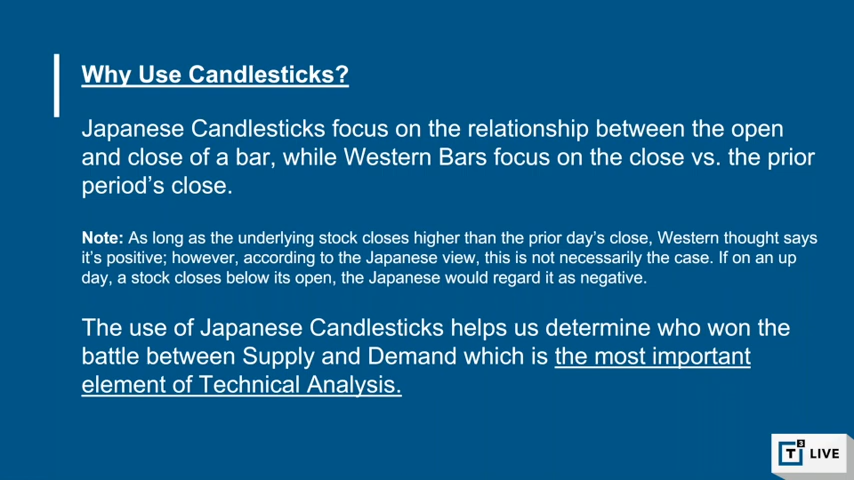 Why Use Candlesticks?
Japanese Candlesticks focus on the relationship between the open
and close of a bar, while Western Bars focus on the close vs. the prior
period's close.
Note: As long as the underlying stock closes higher than the prior day's close, Western thought says
it's positive; however, according to the Japanese view, this is not necessarily the case. If on an up
day, a stock closes below its open, the Japanese would regard it as negative.
The use of Japanese Candlesticks helps us determine who won the
battle between Supply and Demand which is the most important
element of Technical Analysis.
T3 LIVE